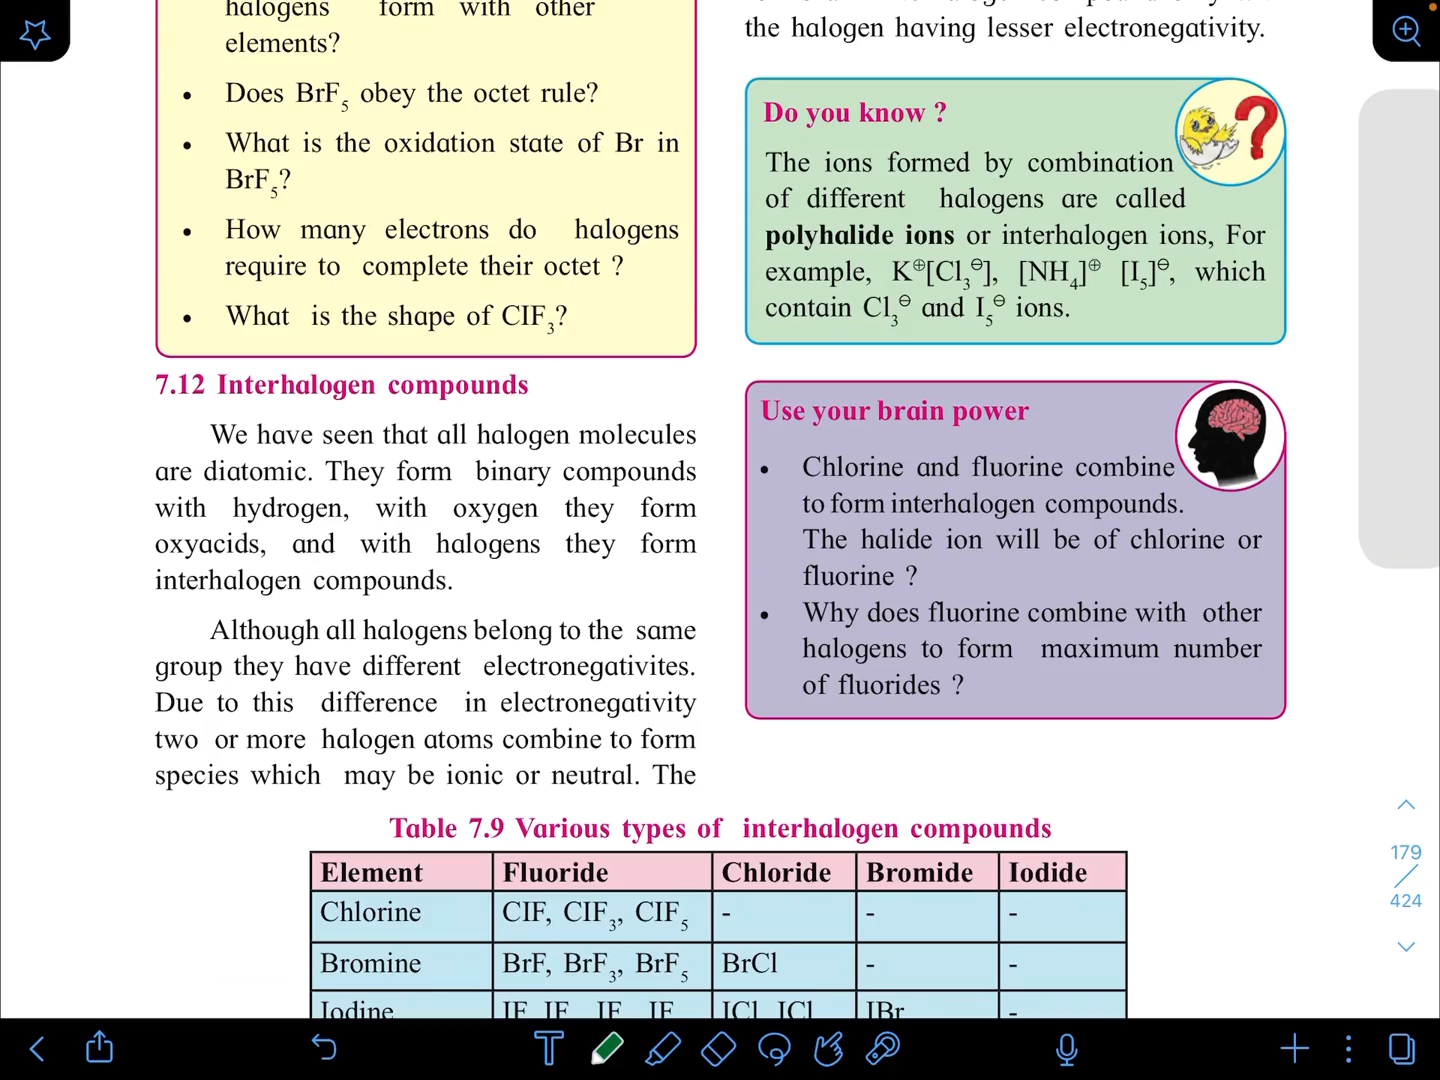 halogens form with other
elements?
• Does BrF₅ obey the octet rule?
• What is the oxidation state of Br in
BrF₅?
• How many electrons do halogens
require to complete their octet ?
• What is the shape of ClF₃?
7.12 Interhalogen compounds
We have seen that all halogen molecules
are diatomic. They form binary compounds
with hydrogen, with oxygen they form
oxyacids, and with halogens they form
interhalogen compounds.
Although all halogens belong to the same
group they have different electronegativites.
Due to this difference in electronegativity
two or more halogen atoms combine to form
species which may be ionic or neutral. The
the halogen having lesser electronegativity.
Do you know ?
The ions formed by combination
of different halogens are called
polyhalide ions or interhalogen ions, For
example, K⊕[Cl₃⊖], [NH₄]⊕ [I₅]⊖, which
contain Cl₃⊖ and I₅⊖ ions.
Use your brain power
• Chlorine and fluorine combine
to form interhalogen compounds.
The halide ion will be of chlorine or
fluorine ?
• Why does fluorine combine with other
halogens to form maximum number
of fluorides ?
Table 7.9 Various types of interhalogen compounds
Element Fluoride Chloride Bromide Iodide
Chlorine ClF, ClF₃, ClF₅ - - -
Bromine BrF, BrF₃, BrF₅ BrCl - -
Iodine IF IF IF IF ICl ICl IBr -
179
424